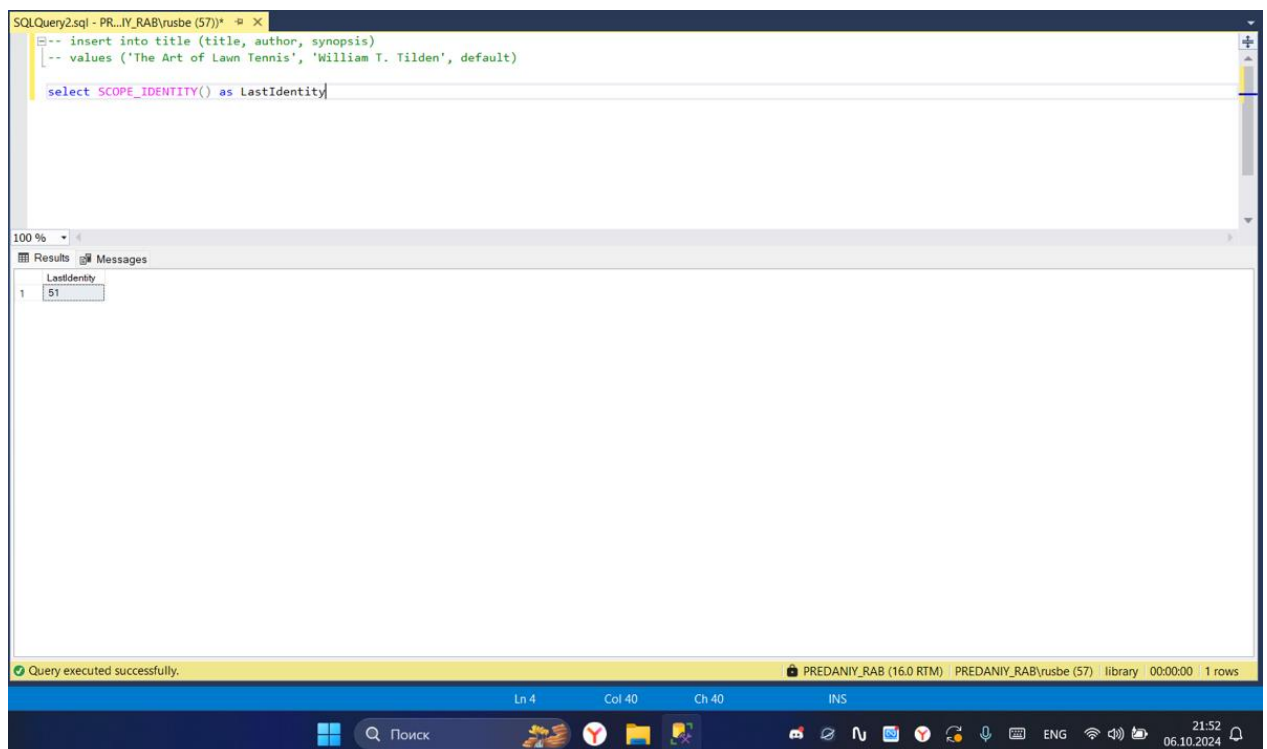 SQLQuery2.sql - PR...IY_RAB\rusbe (57))*
-- insert into title (title, author, synopsis)
-- values ('The Art of Lawn Tennis', 'William T. Tilden', default)
select SCOPE_IDENTITY() as LastIdentity
100 %
Results Messages
LastIdentity
1 51
Query executed successfully. PREDANIY_RAB (16.0 RTM) PREDANIY_RAB\rusbe (57) library 00:00:00 1 rows
Ln 4 Col 40 Ch 40 INS
Поиск ENG 21:52
06.10.2024